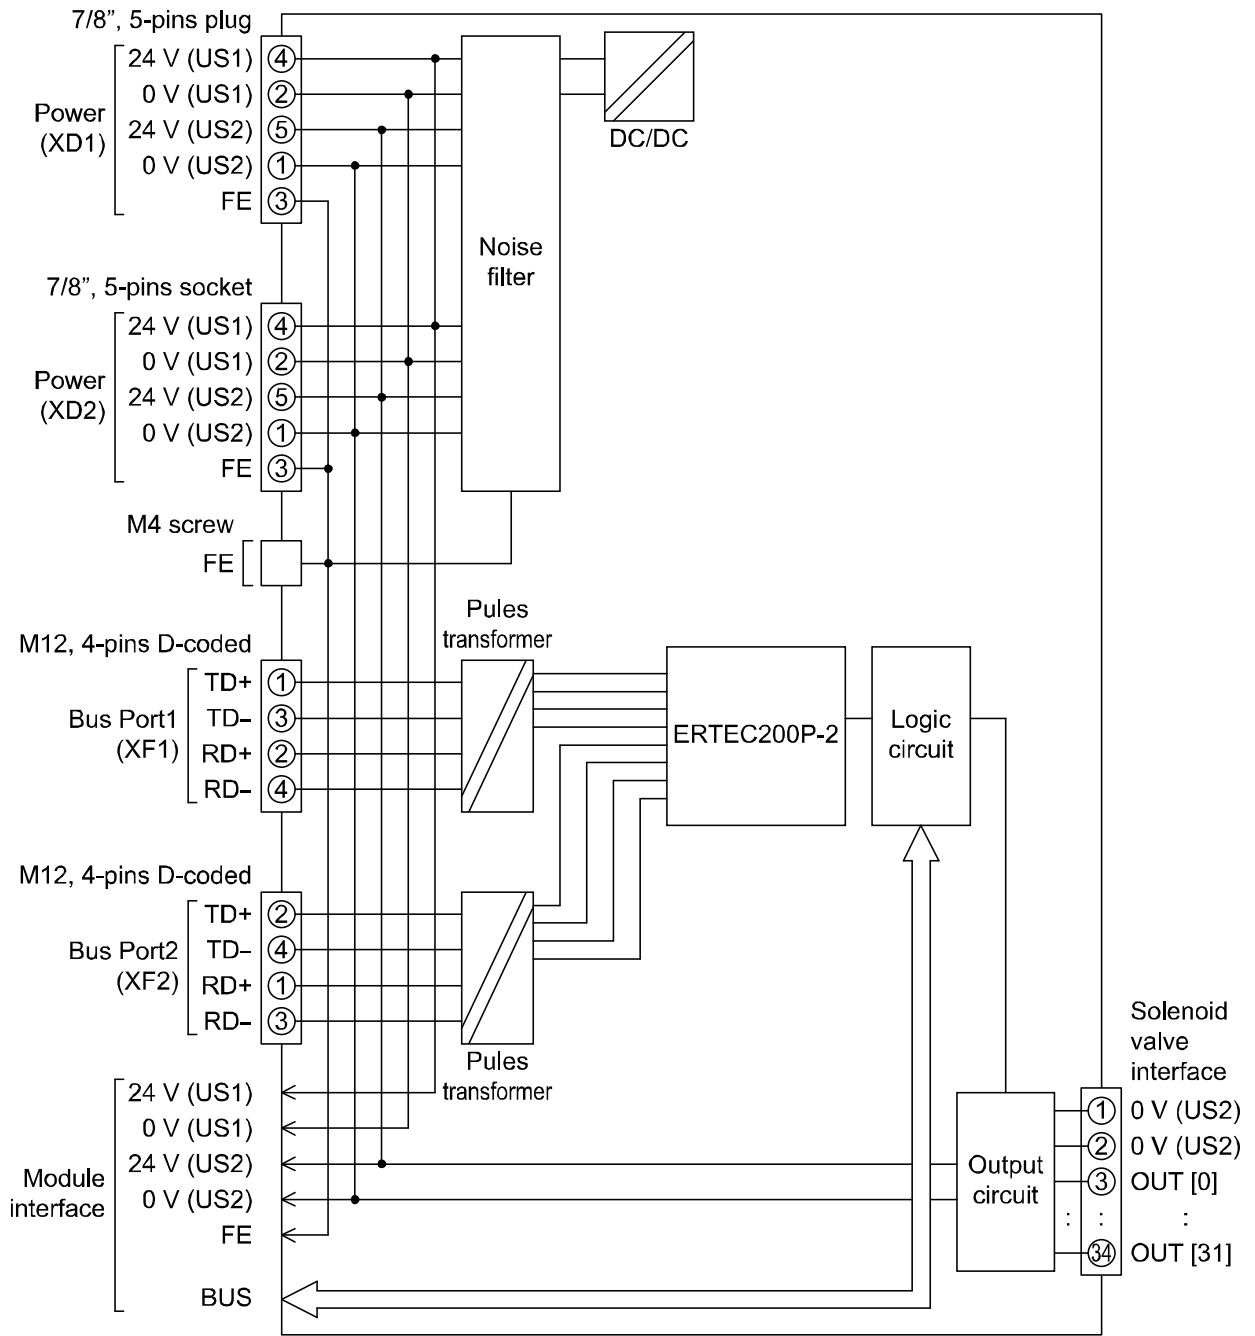 7/8”, 5-pins plug
Power
(XD1)
24 V (US1) 4
0 V (US1) 2
24 V (US2) 5
0 V (US2) 1
FE 3
Noise
filter
DC/DC
7/8”, 5-pins socket
Power
(XD2)
24 V (US1) 4
0 V (US1) 2
24 V (US2) 5
0 V (US2) 1
FE 3
M4 screw
FE
M12, 4-pins D-coded
Bus Port1
(XF1)
TD+ 1
TD– 3
RD+ 2
RD– 4
Pules
transformer
ERTEC200P-2
Logic
circuit
M12, 4-pins D-coded
Bus Port2
(XF2)
TD+ 2
TD– 4
RD+ 1
RD– 3
Pules
transformer
Module
interface
24 V (US1)
0 V (US1)
24 V (US2)
0 V (US2)
FE
BUS
Output
circuit
Solenoid
valve
interface
1 0 V (US2)
2 0 V (US2)
3 OUT [0]
: : :
34 OUT [31]